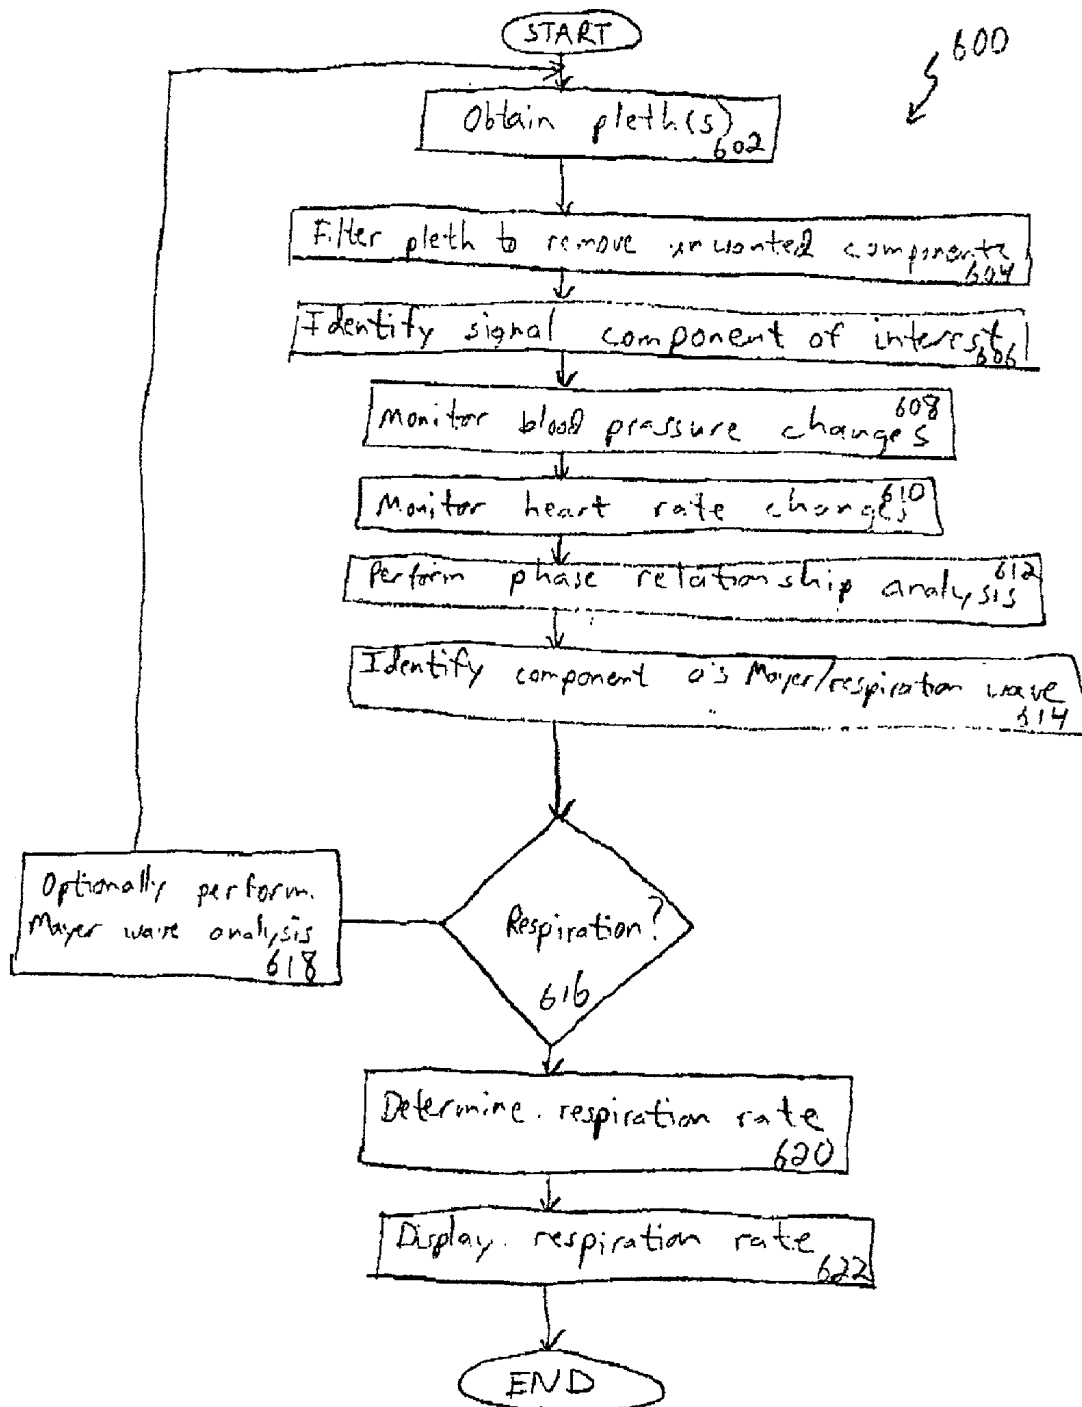 START
600
Obtain pleth(s)
602
Filter pleth to remove unwanted components
604
Identify signal component of interest
606
Monitor blood pressure changes
608
Monitor heart rate changes
610
Perform phase relationship analysis
612
Identify component as Mayer/respiration wave
614
Respiration?
616
Optionally perform
Mayer wave analysis
618
Determine respiration rate
620
Display respiration rate
622
END